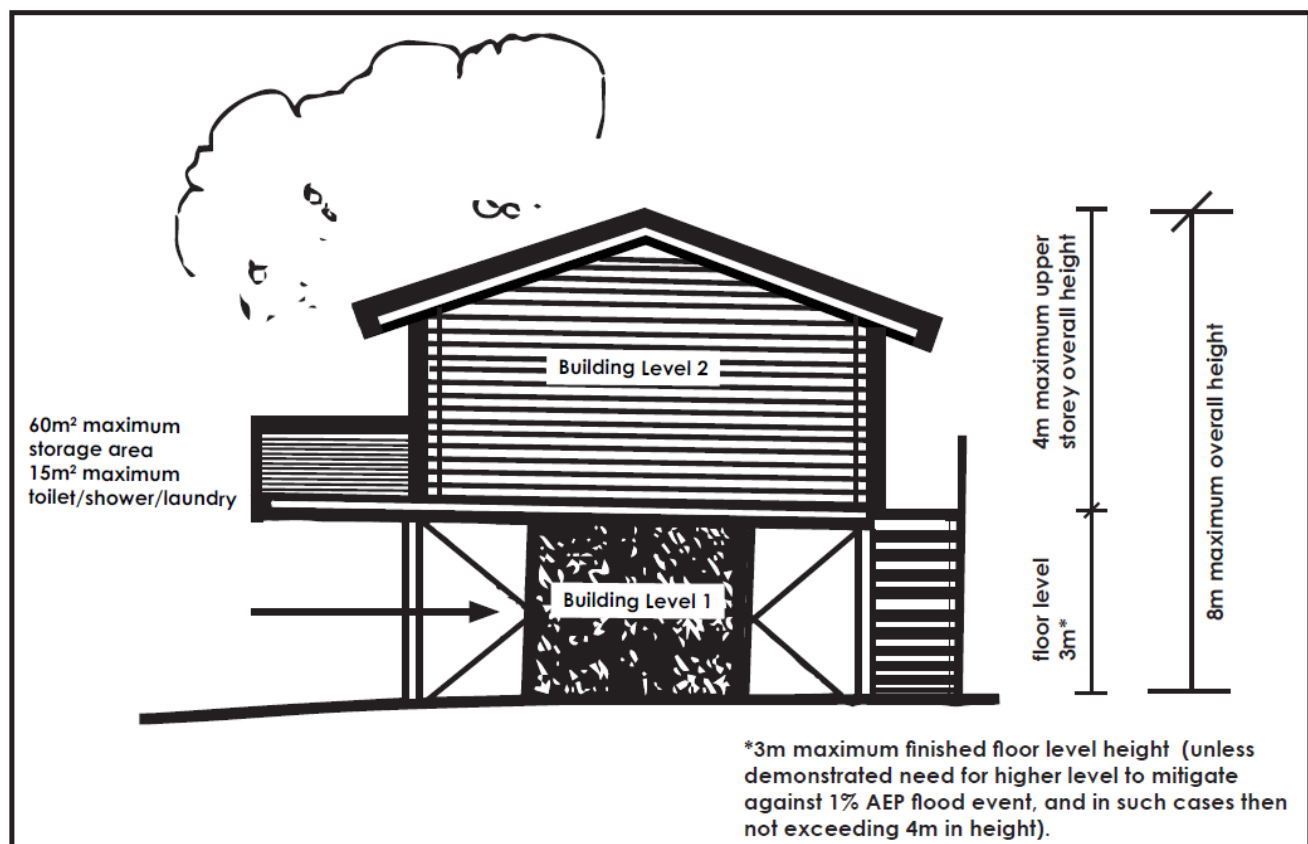 Building Level 2
60m² maximum
storage area
15m² maximum
toilet/shower/laundry
Building Level 1
4m maximum upper
storey overall height
floor level
3m*
8m maximum overall height
*3m maximum finished floor level height (unless
demonstrated need for higher level to mitigate
against 1% AEP flood event, and in such cases then
not exceeding 4m in height).